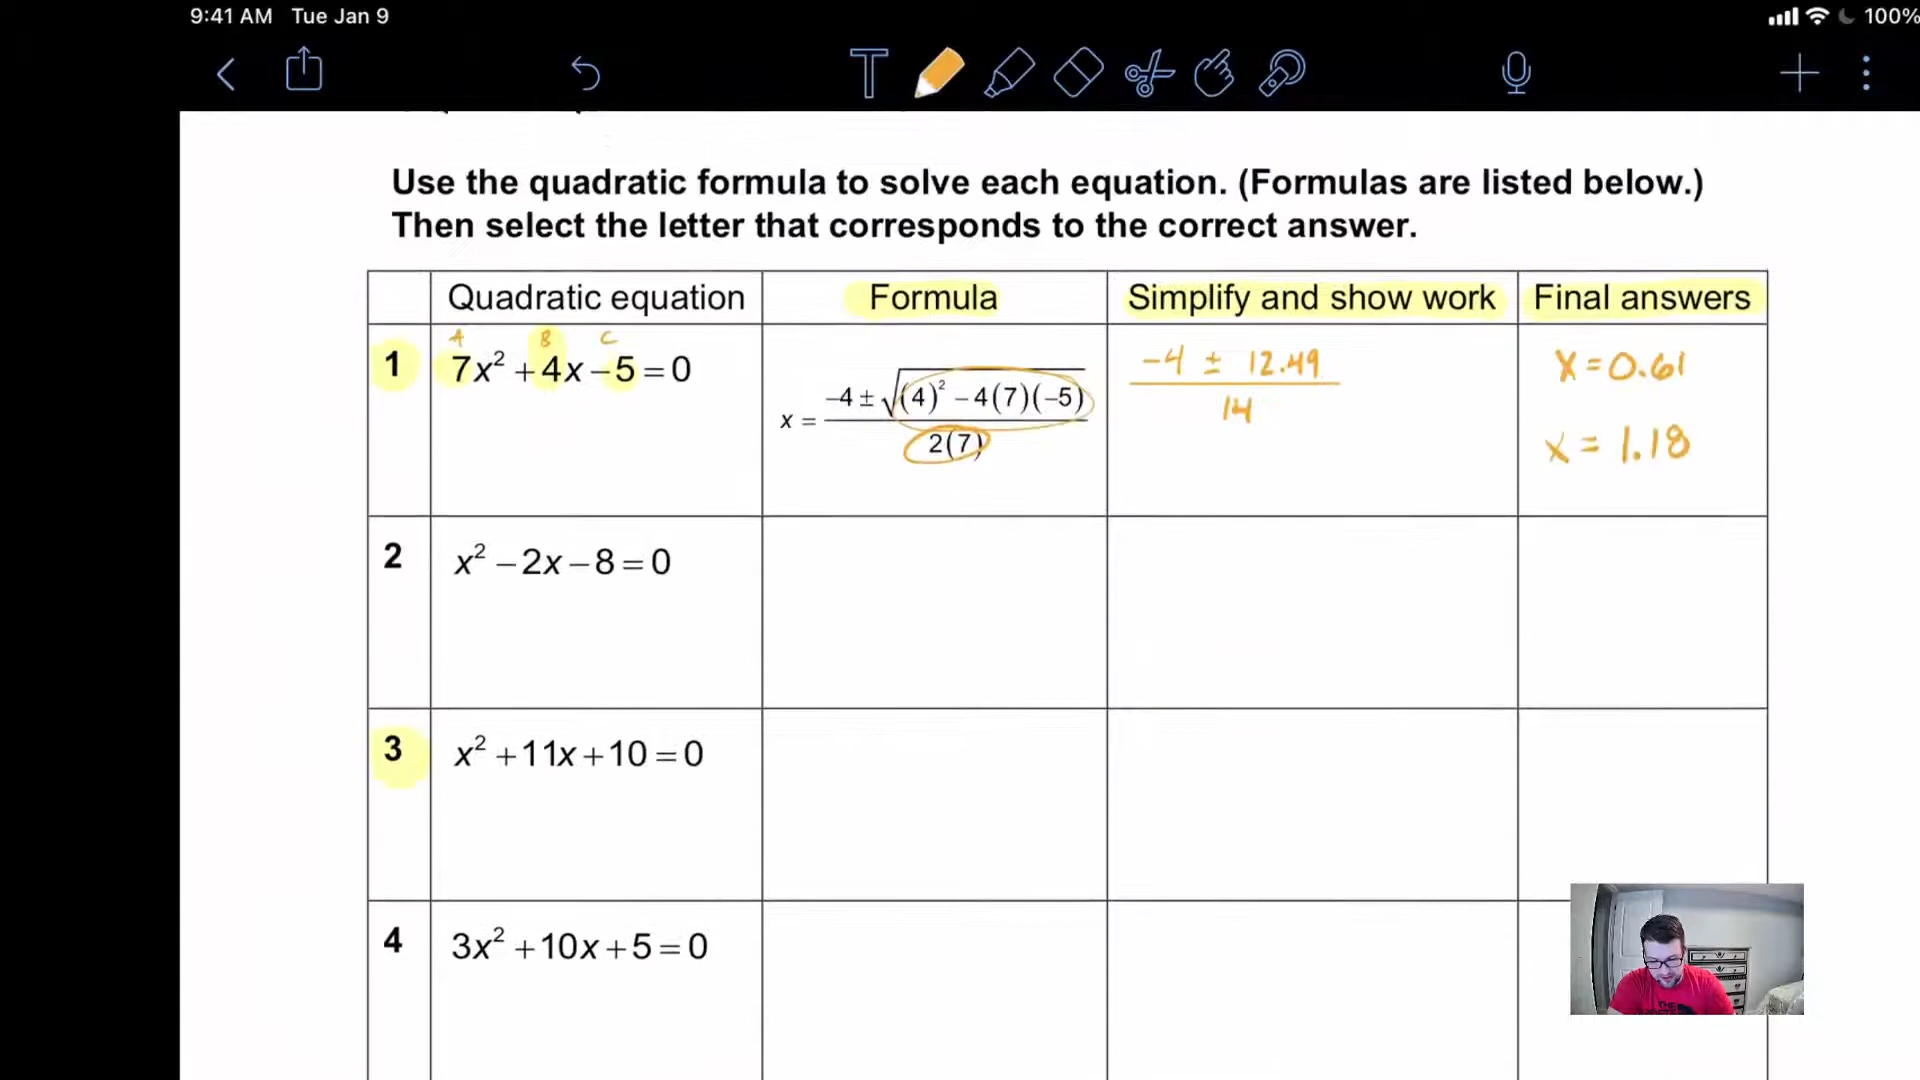 9:41 AM Tue Jan 9
100%
T
Use the quadratic formula to solve each equation. (Formulas are listed below.)
Then select the letter that corresponds to the correct answer.
Quadratic equation Formula Simplify and show work Final answers
A B C
1 7x² + 4x − 5 = 0
x = (−4 ± √((4)² − 4(7)(−5))) / 2(7)
−4 ± 12.49
14
x = 0.61
x = 1.18
2 x² − 2x − 8 = 0
3 x² + 11x + 10 = 0
4 3x² + 10x + 5 = 0
THE